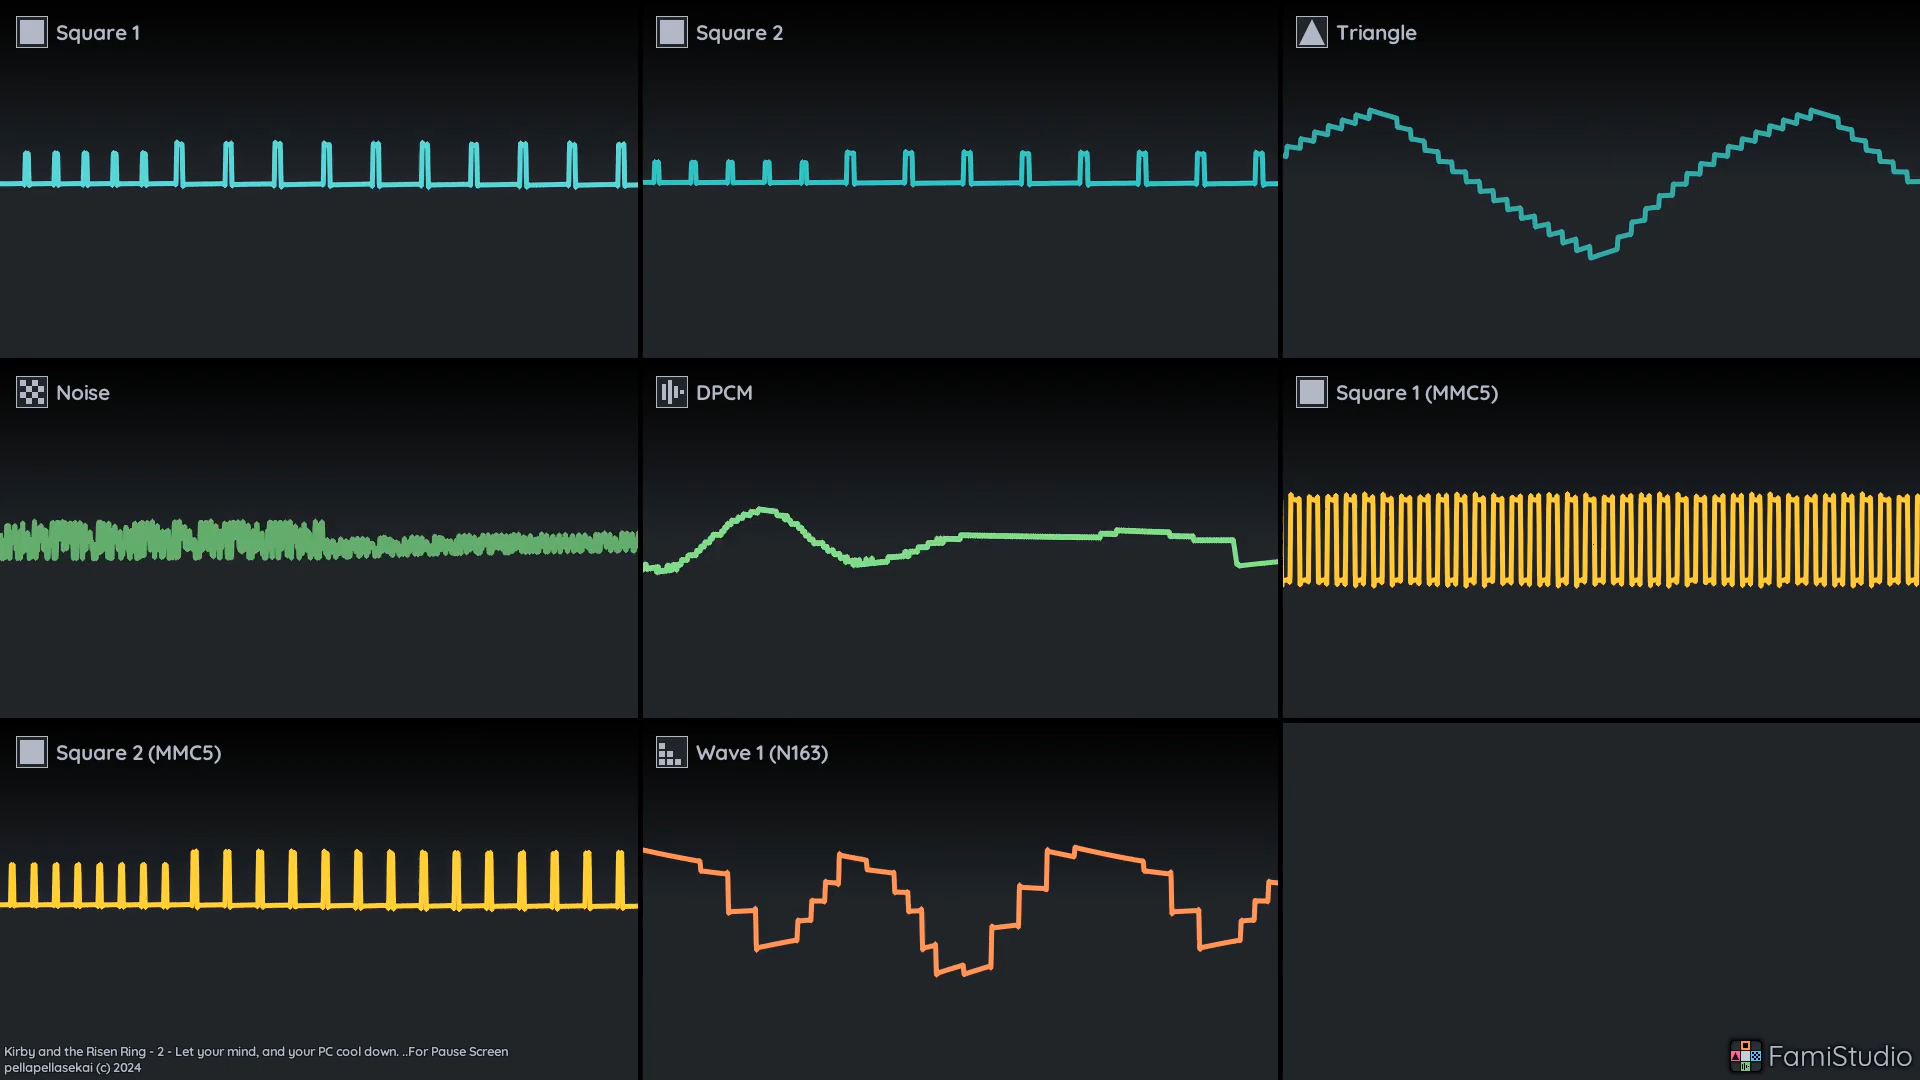 Square 1
Square 2
Triangle
Noise
DPCM
Square 1 (MMC5)
Square 2 (MMC5)
Wave 1 (N163)
Kirby and the Risen Ring - 2 - Let your mind, and your PC cool down. ..For Pause Screen
pellapellasekai (c) 2024
FamiStudio